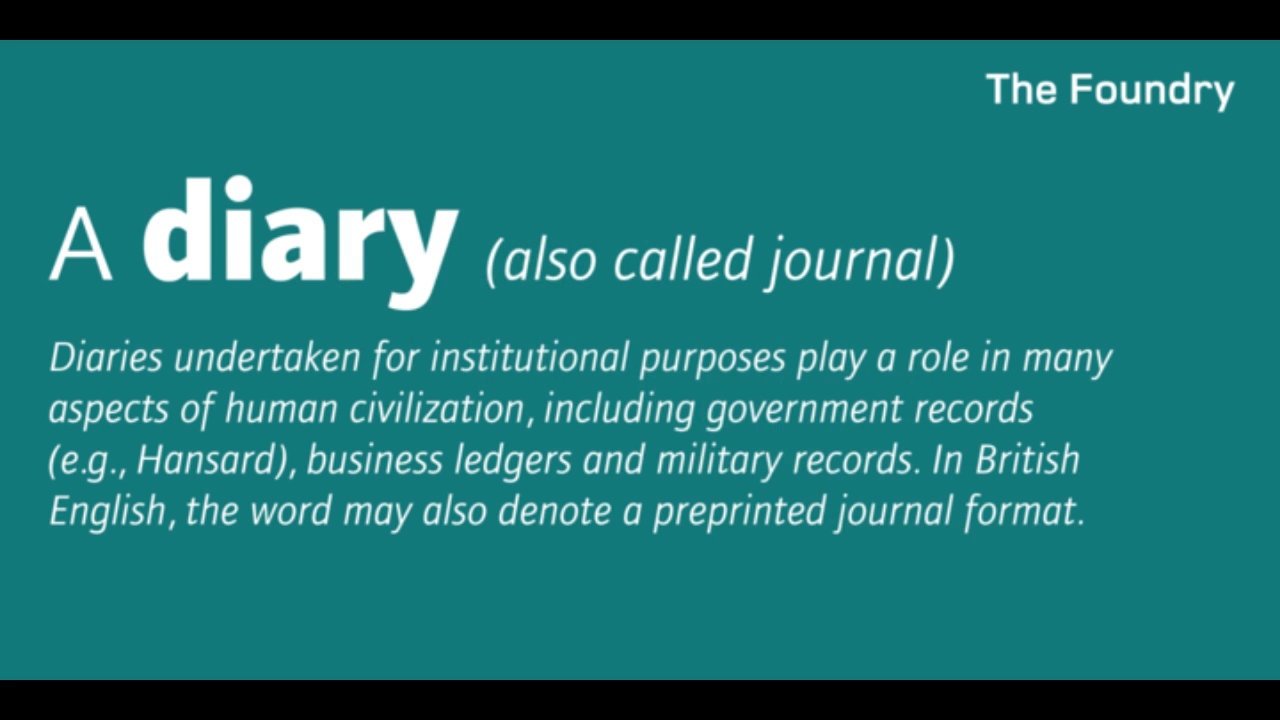 The Foundry
A diary (also called journal)
Diaries undertaken for institutional purposes play a role in many
aspects of human civilization, including government records
(e.g., Hansard), business ledgers and military records. In British
English, the word may also denote a preprinted journal format.